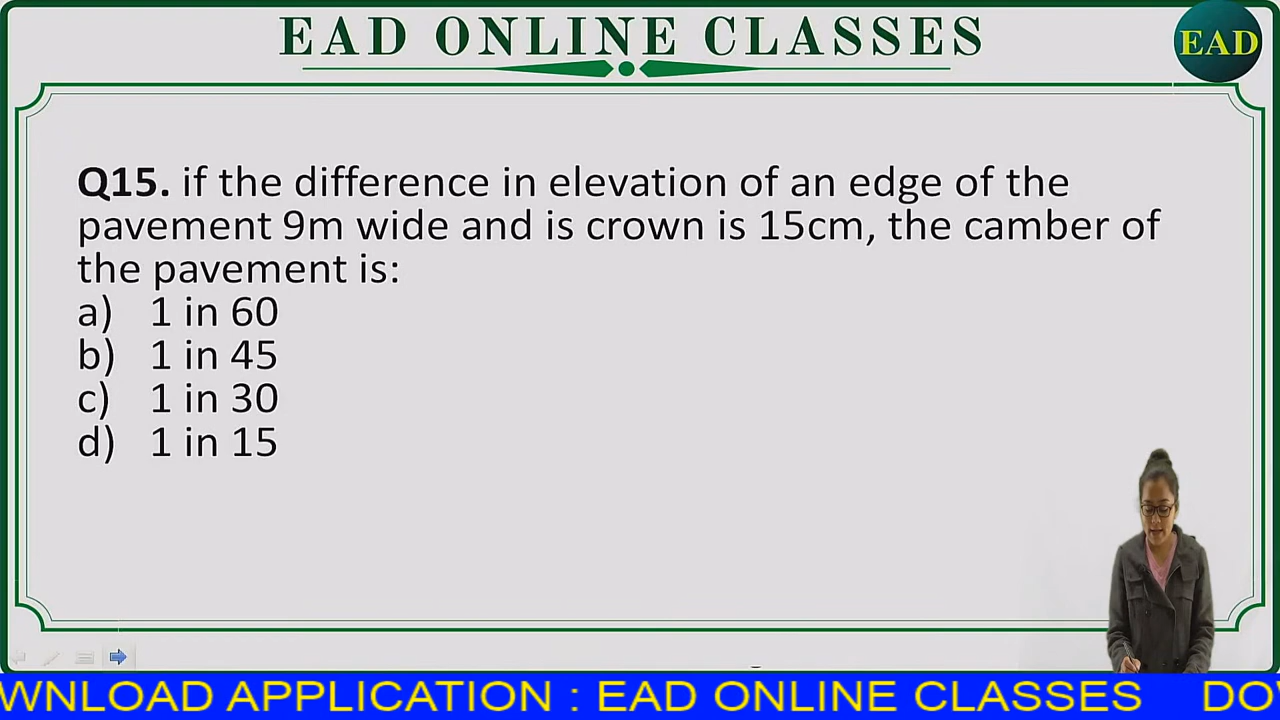 EAD ONLINE CLASSES
EAD
Q15. if the difference in elevation of an edge of the
pavement 9m wide and is crown is 15cm, the camber of
the pavement is:
a) 1 in 60
b) 1 in 45
c) 1 in 30
d) 1 in 15
WNLOAD APPLICATION : EAD ONLINE CLASSES DO